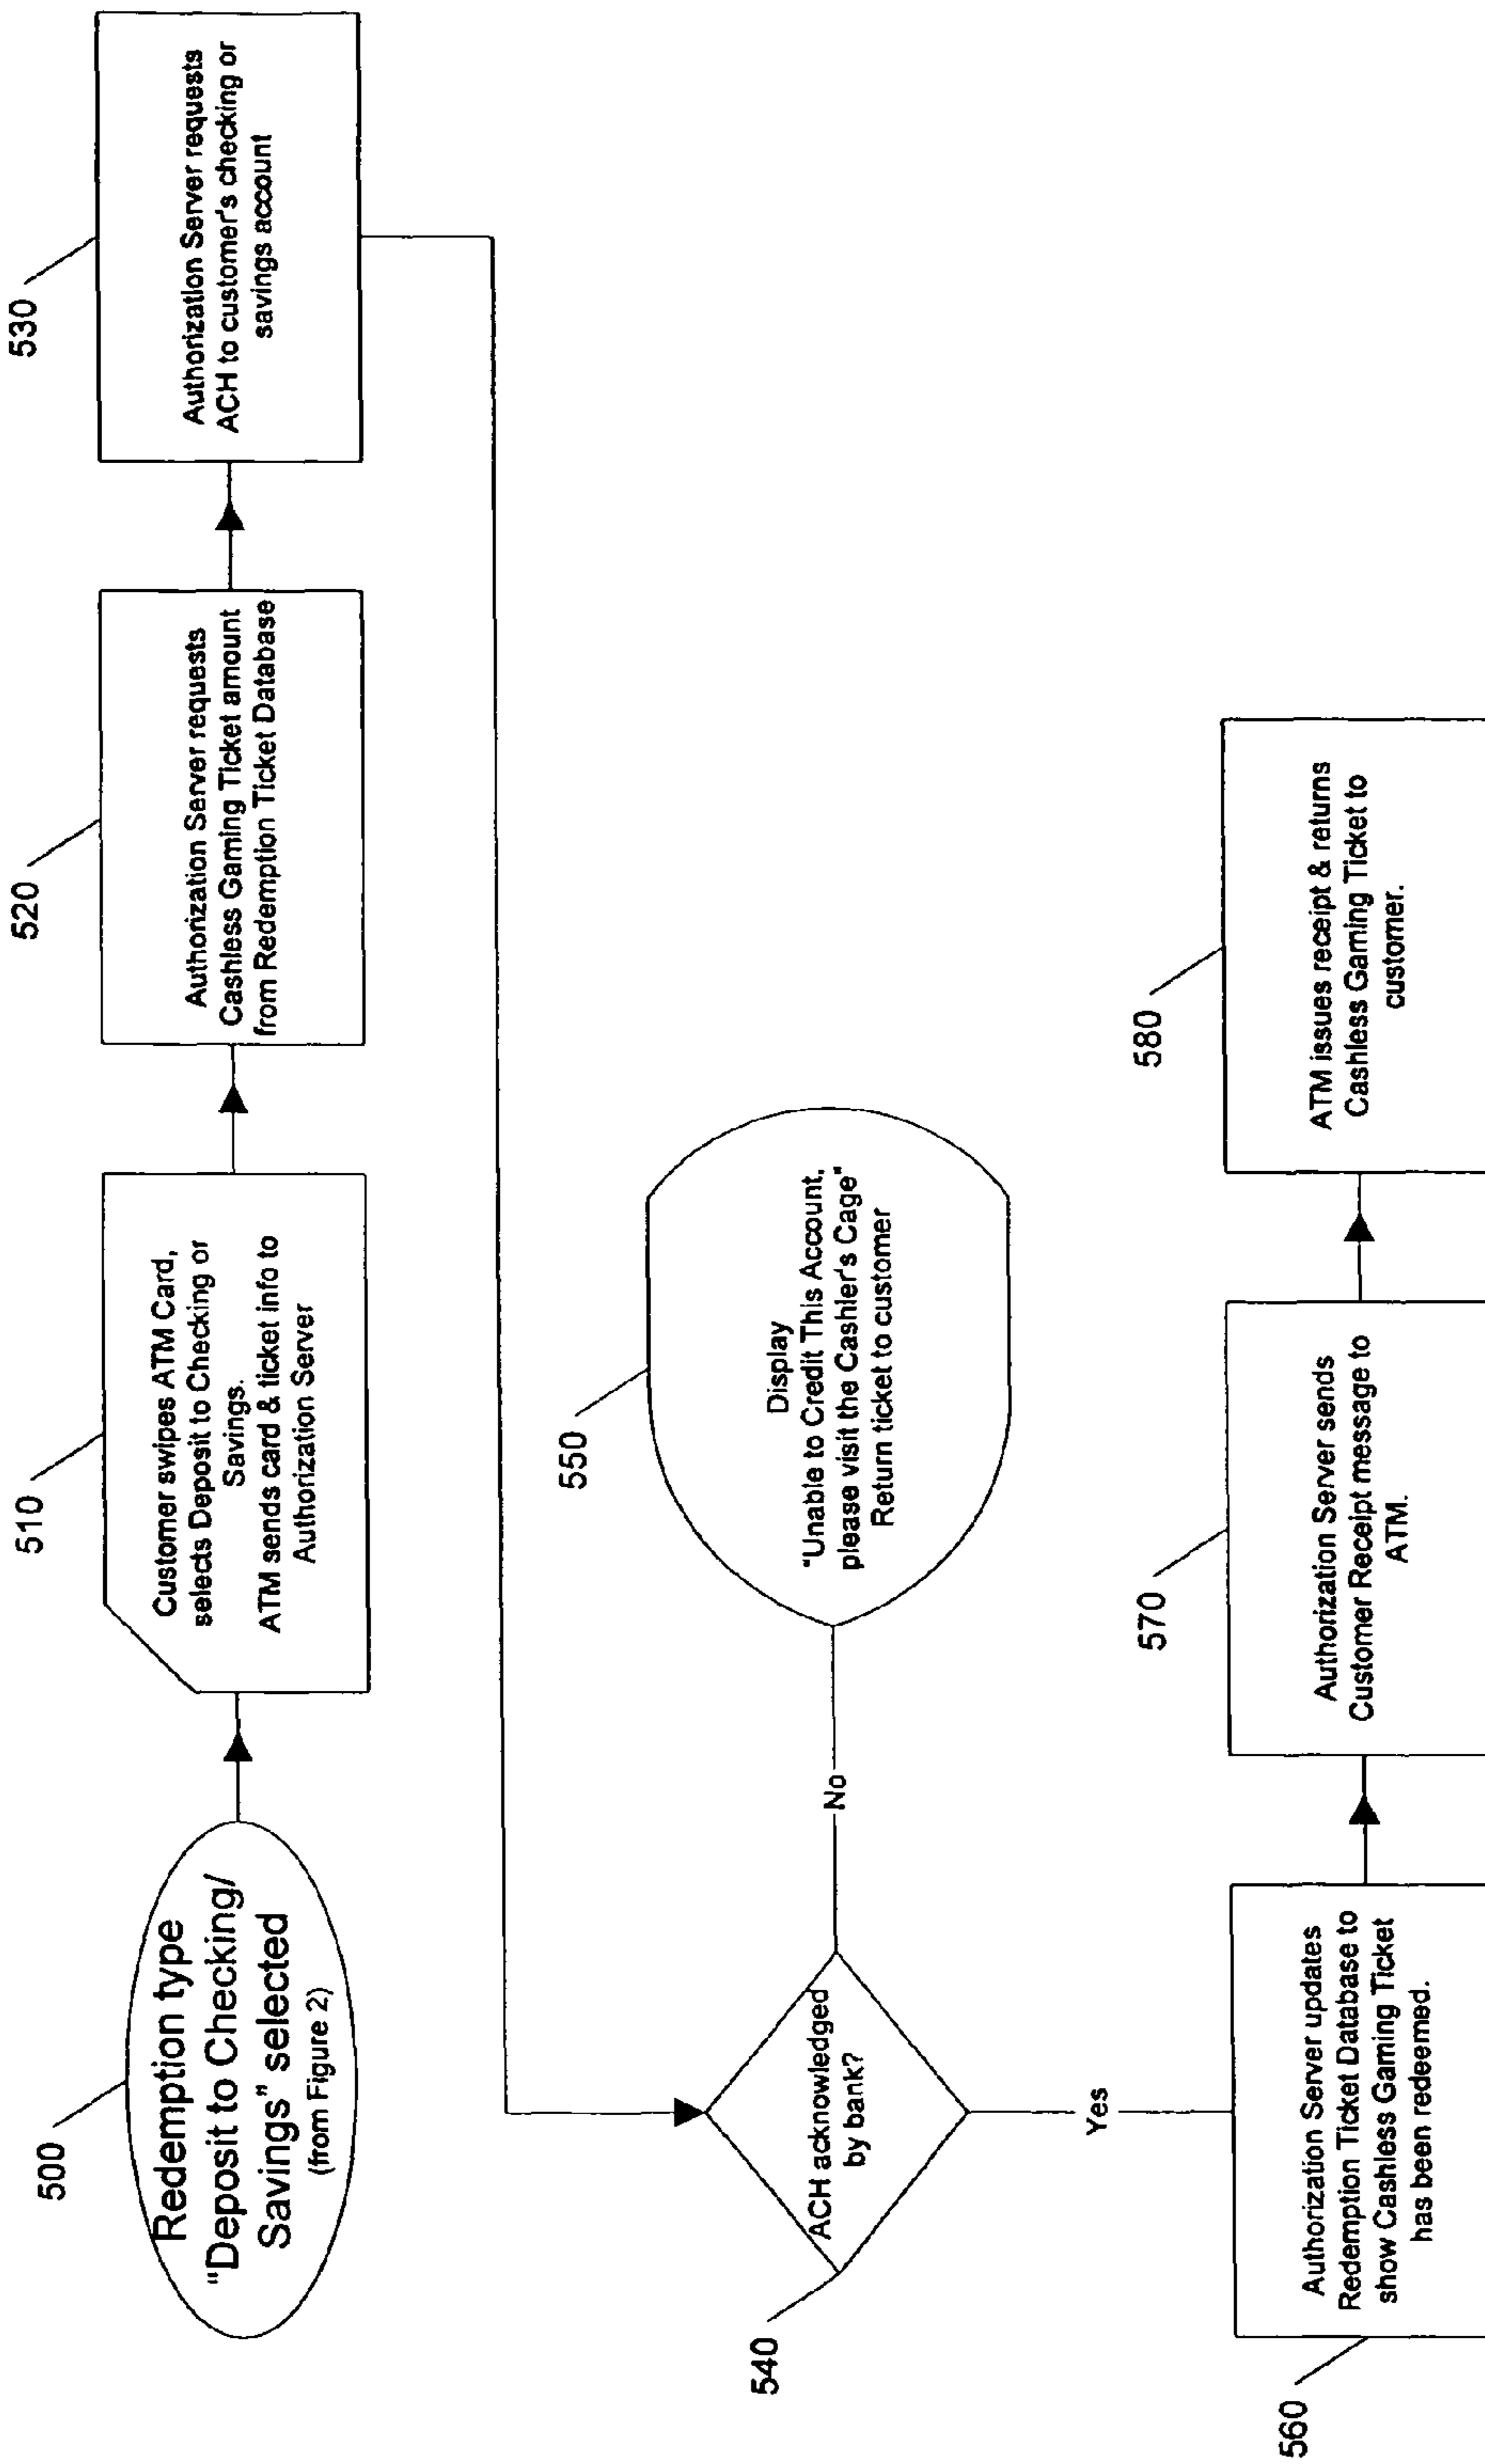 500
Redemption type
"Deposit to Checking/
Savings" selected
(from Figure 2)
510
Customer swipes ATM Card,
selects Deposit to Checking or
Savings.
ATM sends card & ticket info to
Authorization Server
520
Authorization Server requests
Cashless Gaming Ticket amount
from Redemption Ticket Database
530
Authorization Server requests
ACH to customer's checking or
savings account
540
ACH acknowledged
by bank?
No
550
Display
"Unable to Credit This Account,
please visit the Cashier's Cage"
Return ticket to customer
Yes
560
Authorization Server updates
Redemption Ticket Database to
show Cashless Gaming Ticket
has been redeemed.
570
Authorization Server sends
Customer Receipt message to
ATM.
580
ATM issues receipt & returns
Cashless Gaming Ticket to
customer.